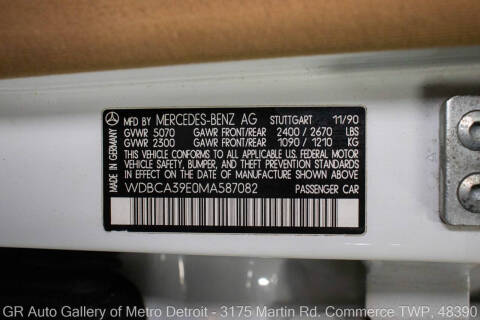 MADE IN GERMANY
MFD BY MERCEDES-BENZ AG STUTTGART 11/90
GVWR 5070 GAWR FRONT/REAR 2400 / 2670 LBS
GVWR 2300 GAWR FRONT/REAR 1090 / 1210 KG
THIS VEHICLE CONFORMS TO ALL APPLICABLE U.S. FEDERAL MOTOR
VEHICLE SAFETY, BUMPER, AND THEFT PREVENTION STANDARDS IN
EFFECT ON THE DATE OF MANUFACTURE SHOWN ABOVE.
WDBCA39E0MA587082 PASSENGER CAR
GR Auto Gallery of Metro Detroit - 3175 Martin Rd. Commerce TWP, 48390